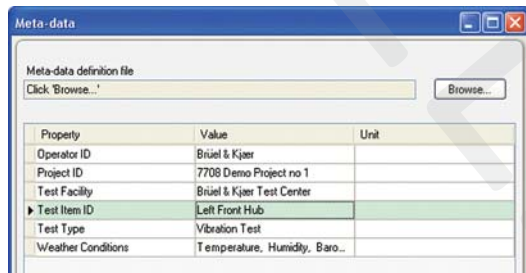 Meta-data
Meta-data definition file
Click 'Browse...'
Browse...
Property Value Unit
Operator ID Brüel & Kjær
Project ID 7708 Demo Project no 1
Test Facility Brüel & Kjær Test Center
Test Item ID Left Front Hub
Test Type Vibration Test
Weather Conditions Temperature, Humidity, Baro...